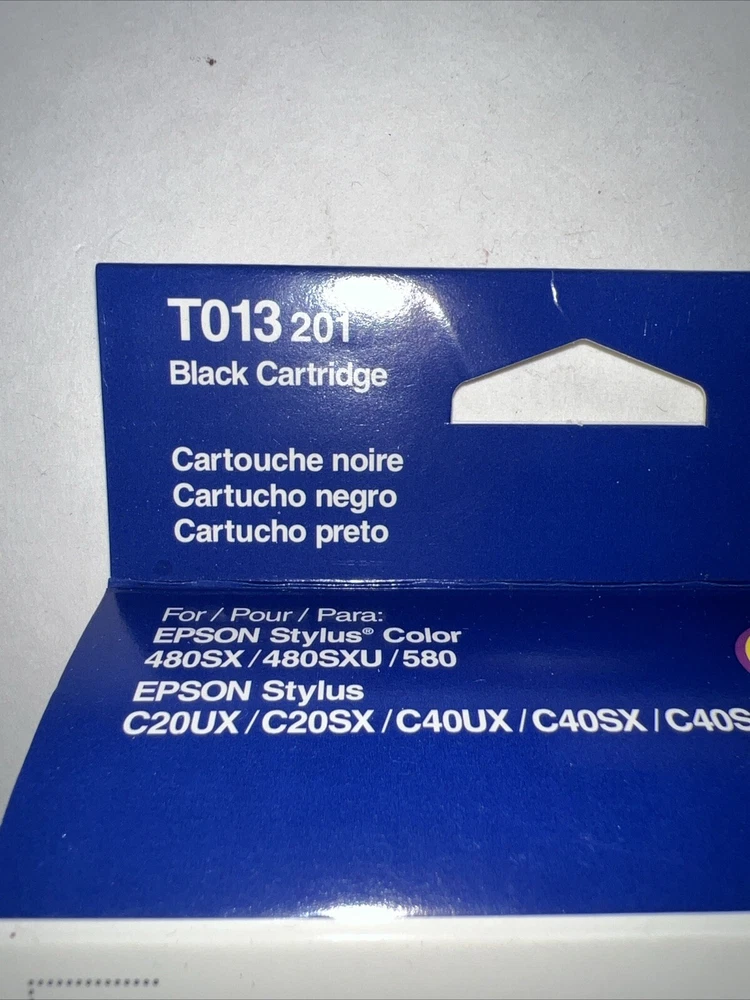 T013 201
Black Cartridge
Cartouche noire
Cartucho negro
Cartucho preto
For / Pour / Para:
EPSON Stylus® Color
480SX / 480SXU / 580
EPSON Stylus
C20UX / C20SX / C40UX / C40SX / C40S